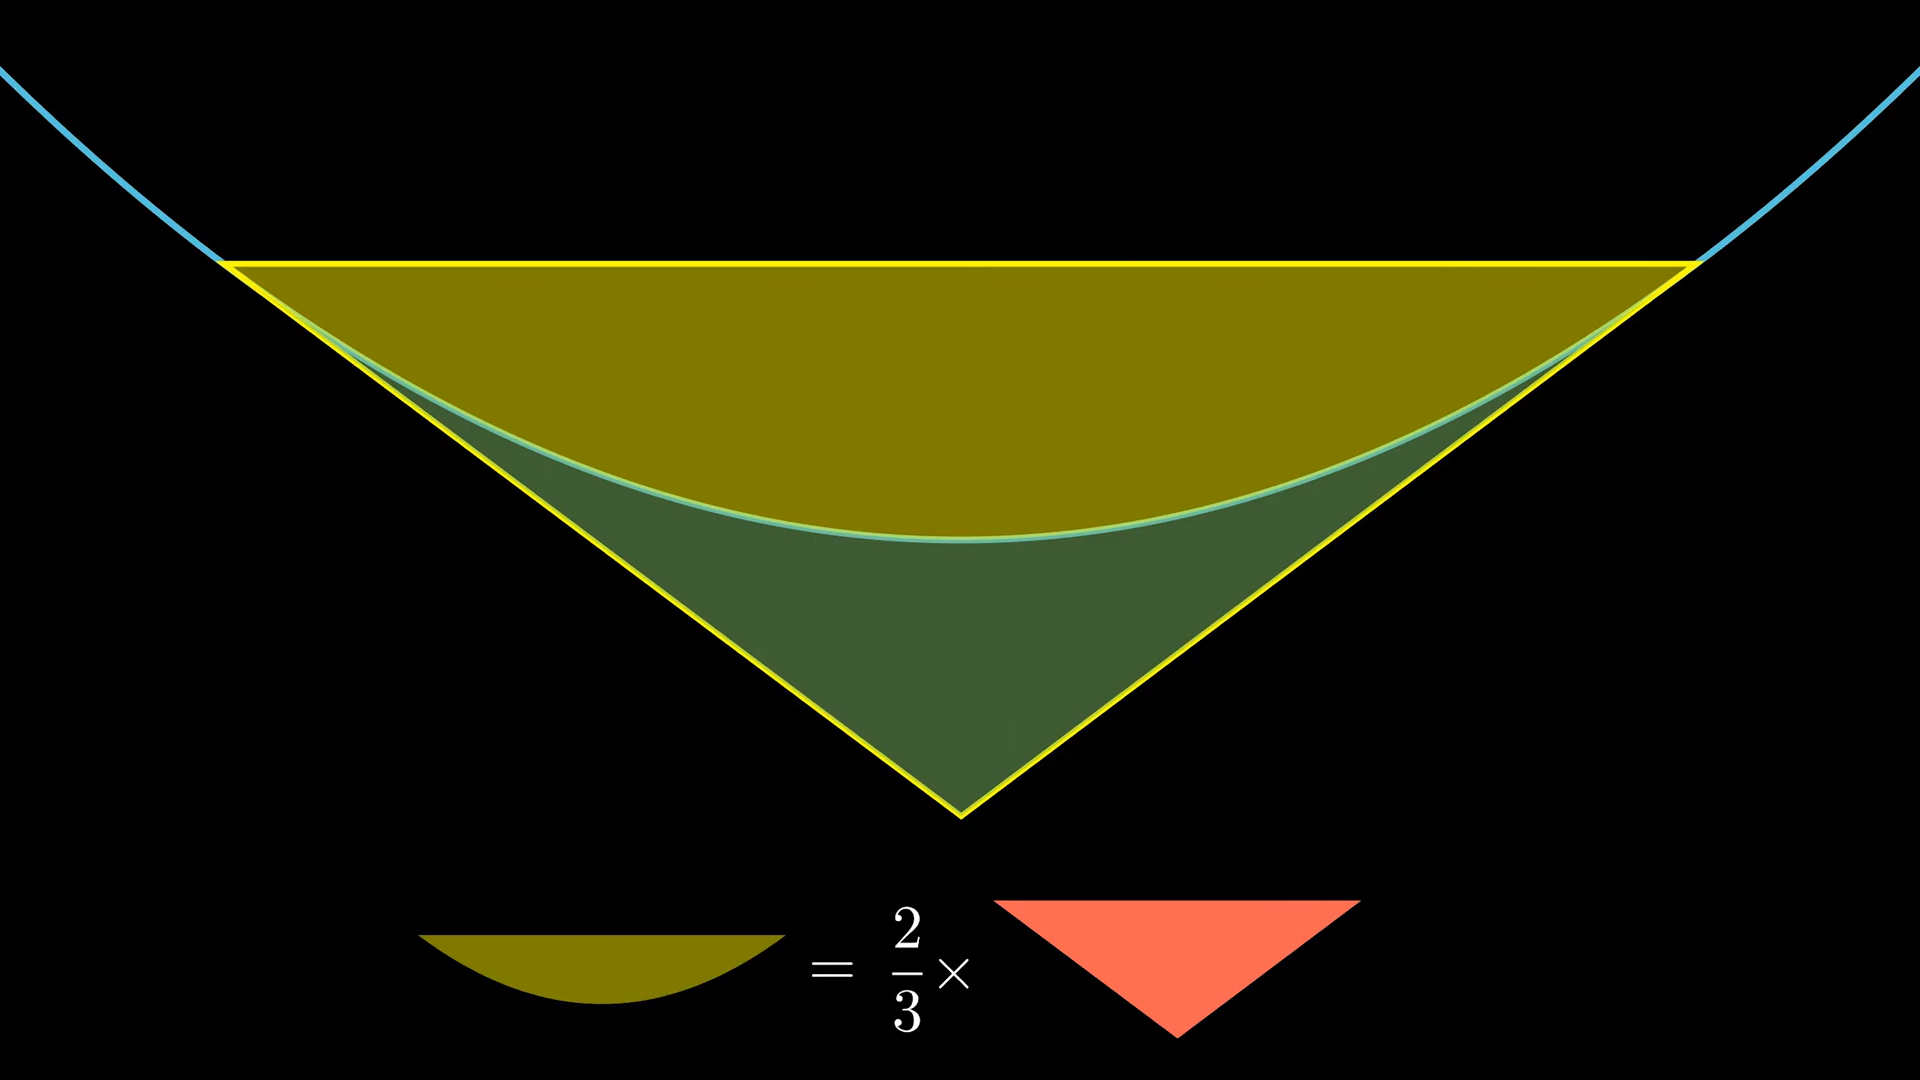 = 2/3 ×